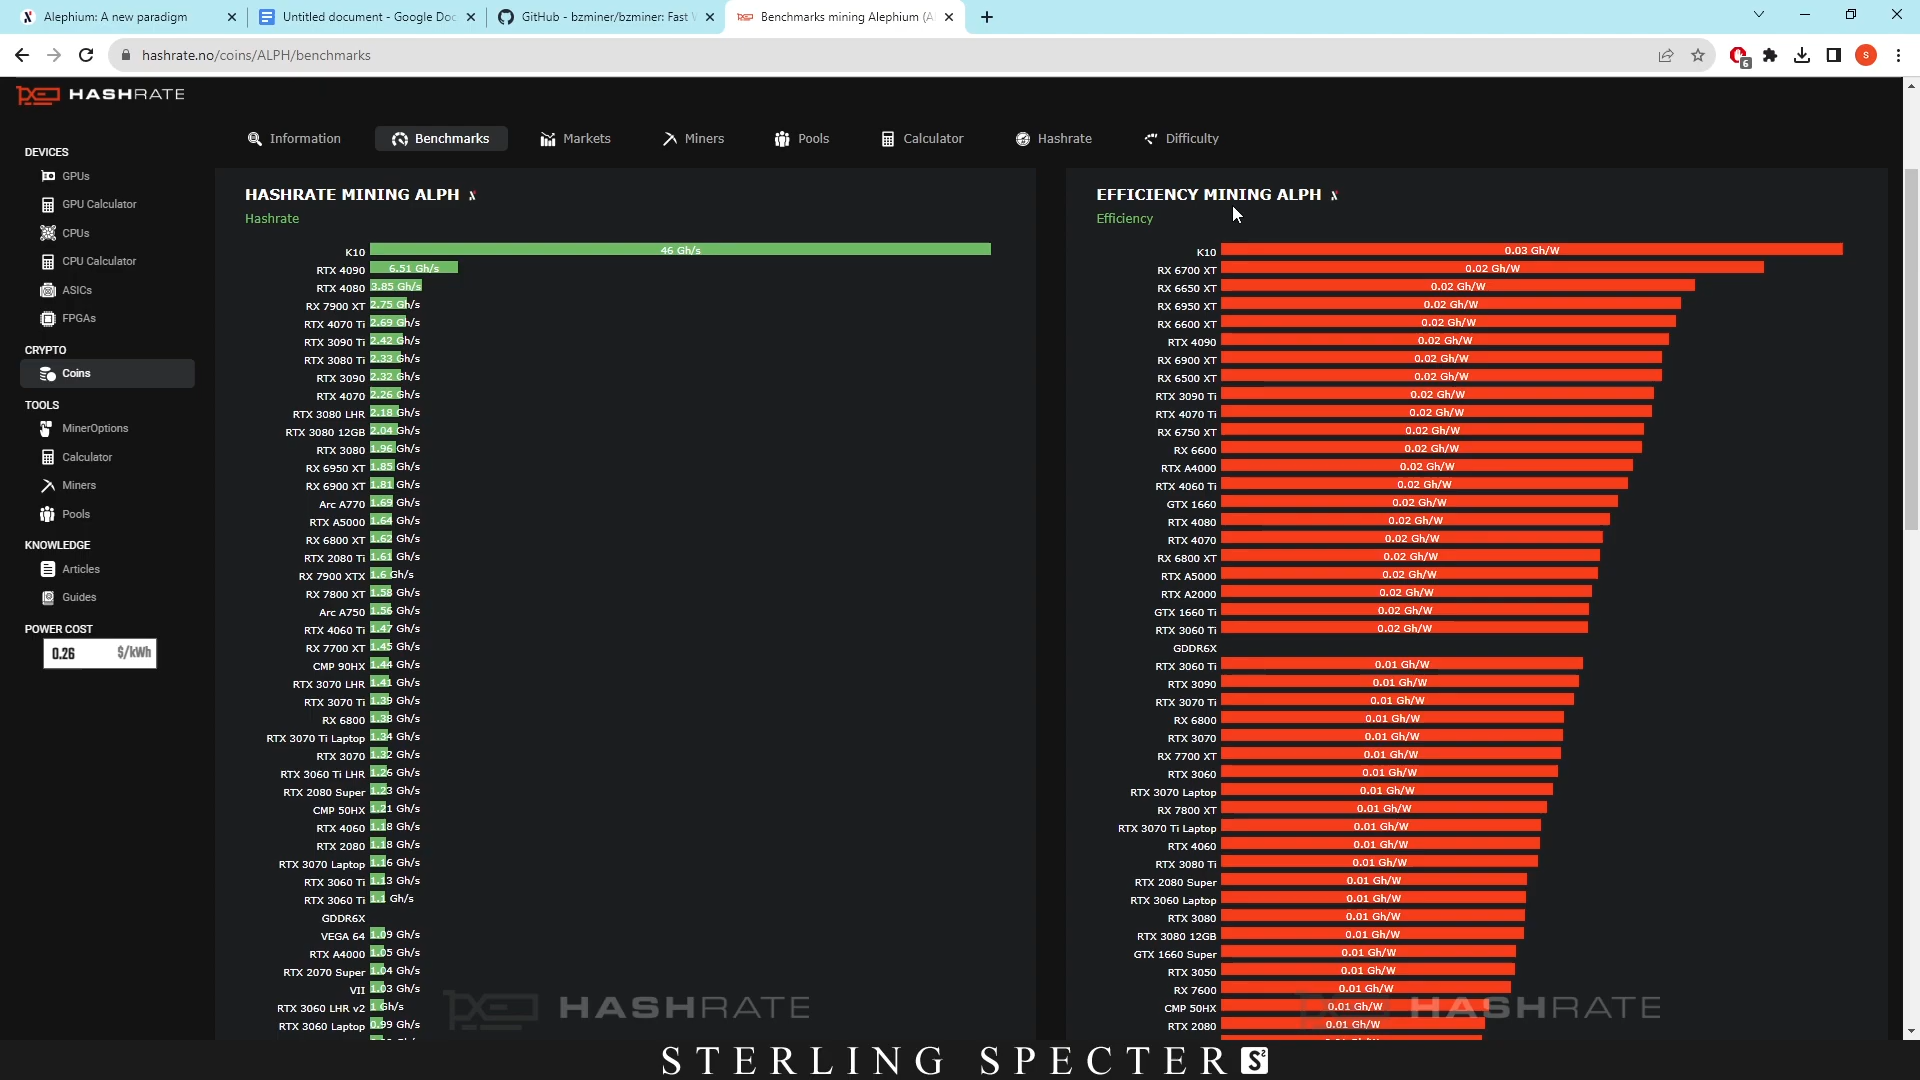 Alephium: A new paradigm
Untitled document - Google Doc
GitHub - bzminer/bzminer: Fast
Benchmarks mining Alephium (A
hashrate.no/coins/ALPH/benchmarks
6
S
HASHRATE
Information
Benchmarks
Markets
Miners
Pools
Calculator
Hashrate
Difficulty
DEVICES
GPUs
GPU Calculator
CPUs
CPU Calculator
ASICs
FPGAs
CRYPTO
Coins
TOOLS
MinerOptions
Calculator
Miners
Pools
KNOWLEDGE
Articles
Guides
POWER COST
0.26 $/kWh
HASHRATE MINING ALPH
Hashrate
K10 46 Gh/s
RTX 4090 6.51 Gh/s
RTX 4080 3.85 Gh/s
RX 7900 XT 2.75 Gh/s
RTX 4070 Ti 2.69 Gh/s
RTX 3090 Ti 2.42 Gh/s
RTX 3080 Ti 2.33 Gh/s
RTX 3090 2.32 Gh/s
RTX 4070 2.26 Gh/s
RTX 3080 LHR 2.18 Gh/s
RTX 3080 12GB 2.04 Gh/s
RTX 3080 1.96 Gh/s
RX 6950 XT 1.85 Gh/s
RX 6900 XT 1.81 Gh/s
Arc A770 1.69 Gh/s
RTX A5000 1.64 Gh/s
RX 6800 XT 1.62 Gh/s
RTX 2080 Ti 1.61 Gh/s
RX 7900 XTX 1.6 Gh/s
RX 7800 XT 1.58 Gh/s
Arc A750 1.56 Gh/s
RTX 4060 Ti 1.47 Gh/s
RX 7700 XT 1.45 Gh/s
CMP 90HX 1.44 Gh/s
RTX 3070 LHR 1.41 Gh/s
RTX 3070 Ti 1.39 Gh/s
RX 6800 1.38 Gh/s
RTX 3070 Ti Laptop 1.34 Gh/s
RTX 3070 1.32 Gh/s
RTX 3060 Ti LHR 1.26 Gh/s
RTX 2080 Super 1.23 Gh/s
CMP 50HX 1.21 Gh/s
RTX 4060 1.18 Gh/s
RTX 2080 1.18 Gh/s
RTX 3070 Laptop 1.16 Gh/s
RTX 3060 Ti 1.13 Gh/s
RTX 3060 Ti 1.1 Gh/s
GDDR6X
VEGA 64 1.09 Gh/s
RTX A4000 1.05 Gh/s
RTX 2070 Super 1.04 Gh/s
VII 1.03 Gh/s
RTX 3060 LHR v2 1 Gh/s
RTX 3060 Laptop 0.99 Gh/s
HASHRATE
EFFICIENCY MINING ALPH
Efficiency
K10 0.03 Gh/W
RX 6700 XT 0.02 Gh/W
RX 6650 XT 0.02 Gh/W
RX 6950 XT 0.02 Gh/W
RX 6600 XT 0.02 Gh/W
RTX 4090 0.02 Gh/W
RX 6900 XT 0.02 Gh/W
RX 6500 XT 0.02 Gh/W
RTX 3090 Ti 0.02 Gh/W
RTX 4070 Ti 0.02 Gh/W
RX 6750 XT 0.02 Gh/W
RX 6600 0.02 Gh/W
RTX A4000 0.02 Gh/W
RTX 4060 Ti 0.02 Gh/W
GTX 1660 0.02 Gh/W
RTX 4080 0.02 Gh/W
RTX 4070 0.02 Gh/W
RX 6800 XT 0.02 Gh/W
RTX A5000 0.02 Gh/W
RTX A2000 0.02 Gh/W
GTX 1660 Ti 0.02 Gh/W
RTX 3060 Ti 0.02 Gh/W
GDDR6X
RTX 3060 Ti 0.01 Gh/W
RTX 3090 0.01 Gh/W
RTX 3070 Ti 0.01 Gh/W
RX 6800 0.01 Gh/W
RTX 3070 0.01 Gh/W
RX 7700 XT 0.01 Gh/W
RTX 3060 0.01 Gh/W
RTX 3070 Laptop 0.01 Gh/W
RX 7800 XT 0.01 Gh/W
RTX 3070 Ti Laptop 0.01 Gh/W
RTX 4060 0.01 Gh/W
RTX 3080 Ti 0.01 Gh/W
RTX 2080 Super 0.01 Gh/W
RTX 3060 Laptop 0.01 Gh/W
RTX 3080 0.01 Gh/W
RTX 3080 12GB 0.01 Gh/W
GTX 1660 Super 0.01 Gh/W
RTX 3050 0.01 Gh/W
RX 7600 0.01 Gh/W
CMP 50HX 0.01 Gh/W
RTX 2080 0.01 Gh/W
HASHRATE
STERLING SPECTER S²